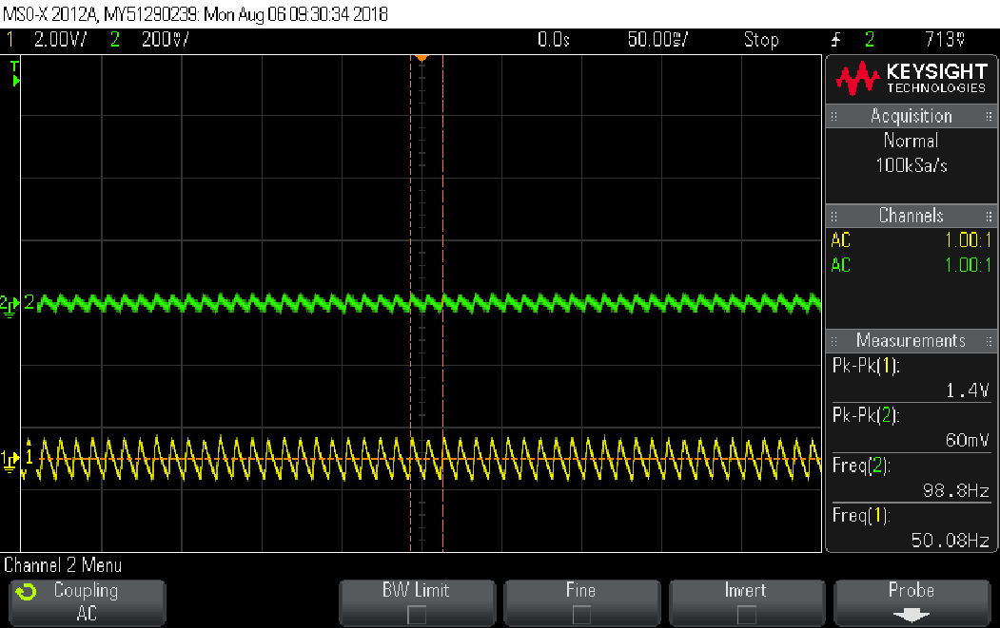 MSO-X 2012A, MY51290239: Mon Aug 06 09:30:34 2018
1 2.00V/ 2 200mV/ 0.0s 50.00ms/ Stop 2 713mV
T
KEYSIGHT
TECHNOLOGIES
Acquisition
Normal
100kSa/s
Channels
AC 1.00:1
AC 1.00:1
2 2
Measurements
Pk-Pk(1):
1.4V
Pk-Pk(2):
60mV
1 1
Freq(2):
98.8Hz
Freq(1):
50.08Hz
Channel 2 Menu
Coupling
AC
BW Limit
Fine
Invert
Probe